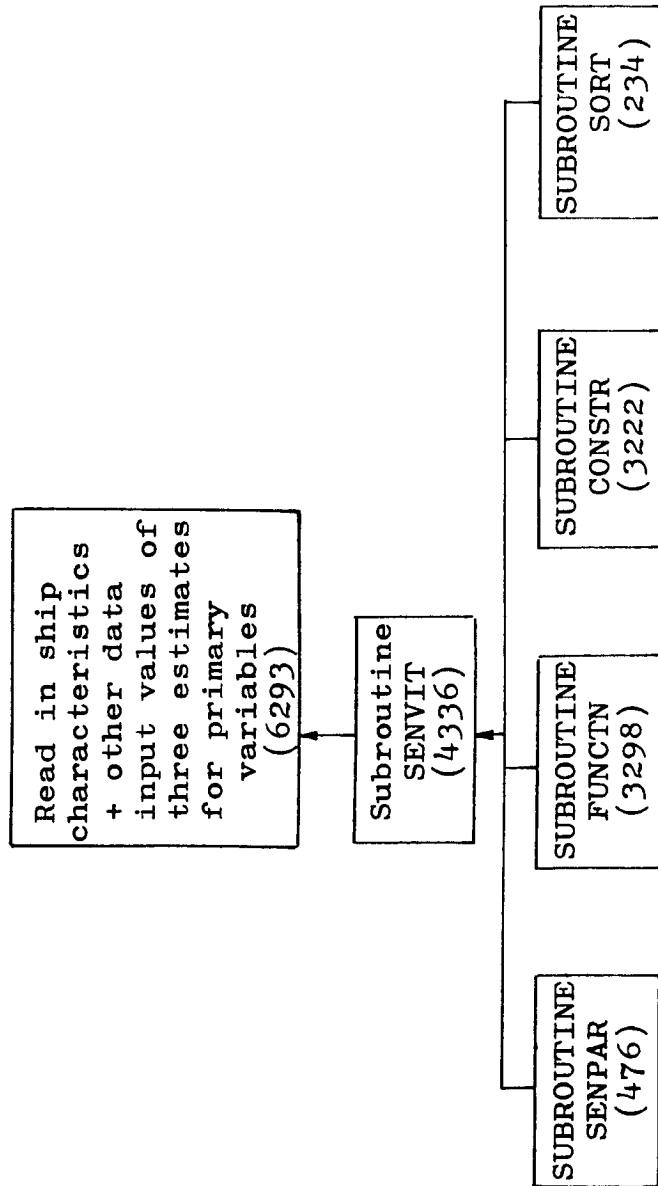 Read in ship
characteristics
+ other data
input values of
three estimates
for primary
variables
(6293)
Subroutine
SENVIT
(4336)
SUBROUTINE
SENPAR
(476)
SUBROUTINE
FUNCTN
(3298)
SUBROUTINE
CONSTR
(3222)
SUBROUTINE
SORT
(234)